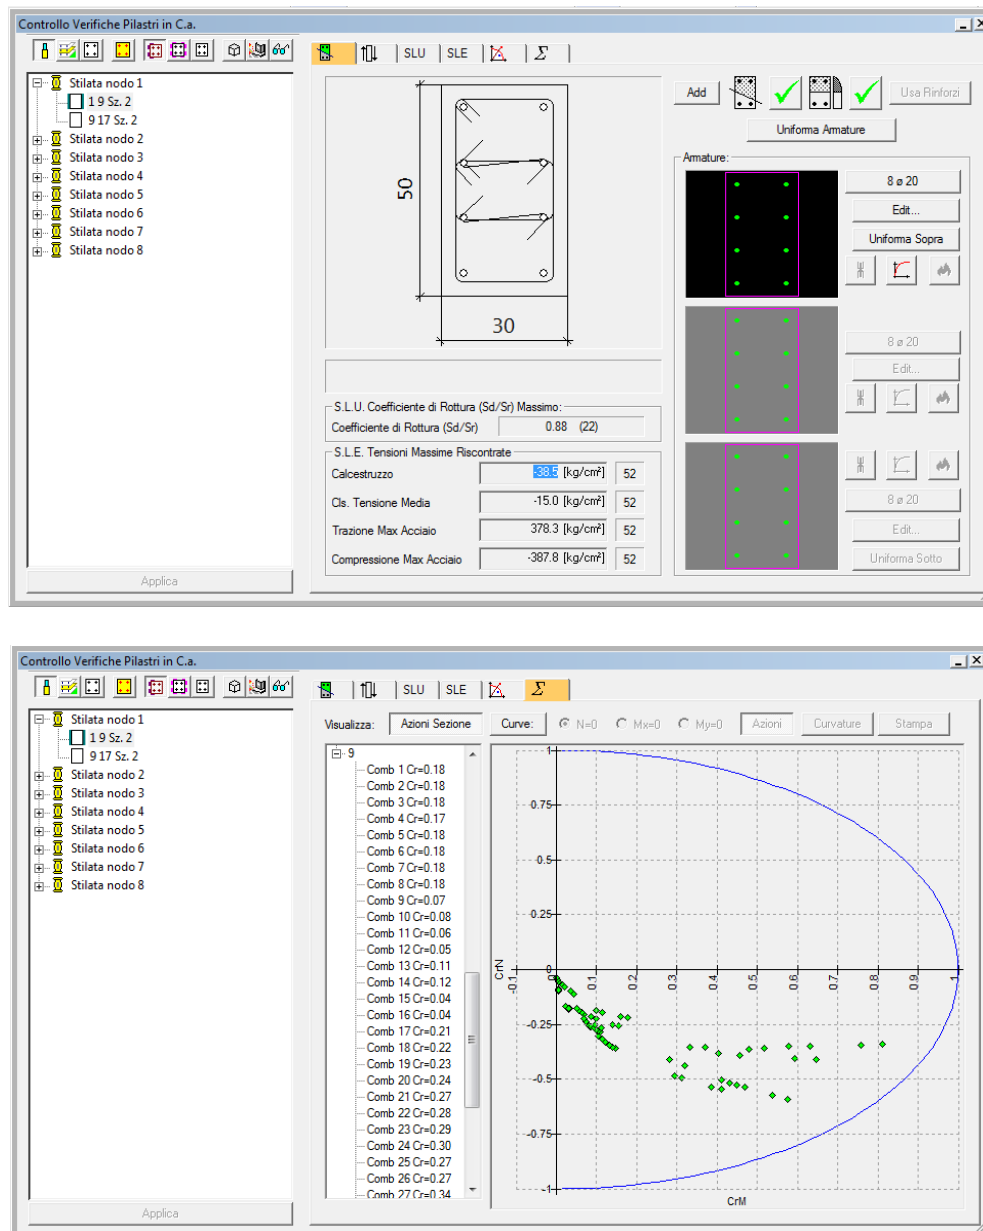 Controllo Verifiche Pilastri in C.a.
SLU SLE Σ
Stilata nodo 1
1 9 Sz. 2
9 17 Sz. 2
Stilata nodo 2
Stilata nodo 3
Stilata nodo 4
Stilata nodo 5
Stilata nodo 6
Stilata nodo 7
Stilata nodo 8
Applica
50
30
S.L.U. Coefficiente di Rottura (Sd/Sr) Massimo:
Coefficiente di Rottura (Sd/Sr) 0.88 (22)
S.L.E. Tensioni Massime Riscontrate
Calcestruzzo -38.5 [kg/cm²] 52
Cls. Tensione Media -15.0 [kg/cm²] 52
Trazione Max Acciaio 378.3 [kg/cm²] 52
Compressione Max Acciaio -387.8 [kg/cm²] 52
Add Usa Rinforzi
Uniforma Armature
Armature:
8 ø 20
Edit...
Uniforma Sopra
8 ø 20
Edit...
8 ø 20
Edit...
Uniforma Sotto
Controllo Verifiche Pilastri in C.a.
SLU SLE Σ
Stilata nodo 1
1 9 Sz. 2
9 17 Sz. 2
Stilata nodo 2
Stilata nodo 3
Stilata nodo 4
Stilata nodo 5
Stilata nodo 6
Stilata nodo 7
Stilata nodo 8
Applica
Visualizza: Azioni Sezione Curve: N=0 Mx=0 My=0 Azioni Curvature Stampa
9
Comb 1 Cr=0.18
Comb 2 Cr=0.18
Comb 3 Cr=0.18
Comb 4 Cr=0.17
Comb 5 Cr=0.18
Comb 6 Cr=0.18
Comb 7 Cr=0.18
Comb 8 Cr=0.18
Comb 9 Cr=0.07
Comb 10 Cr=0.08
Comb 11 Cr=0.06
Comb 12 Cr=0.05
Comb 13 Cr=0.11
Comb 14 Cr=0.12
Comb 15 Cr=0.04
Comb 16 Cr=0.04
Comb 17 Cr=0.21
Comb 18 Cr=0.22
Comb 19 Cr=0.23
Comb 20 Cr=0.24
Comb 21 Cr=0.27
Comb 22 Cr=0.28
Comb 23 Cr=0.29
Comb 24 Cr=0.30
Comb 25 Cr=0.27
Comb 26 Cr=0.27
Comb 27 Cr=0.34
1
0.75
0.5
0.25
0
-0.25
-0.5
-0.75
-1
CrN
-0.1 0 0.1 0.2 0.3 0.4 0.5 0.6 0.7 0.8 0.9 1
CrM